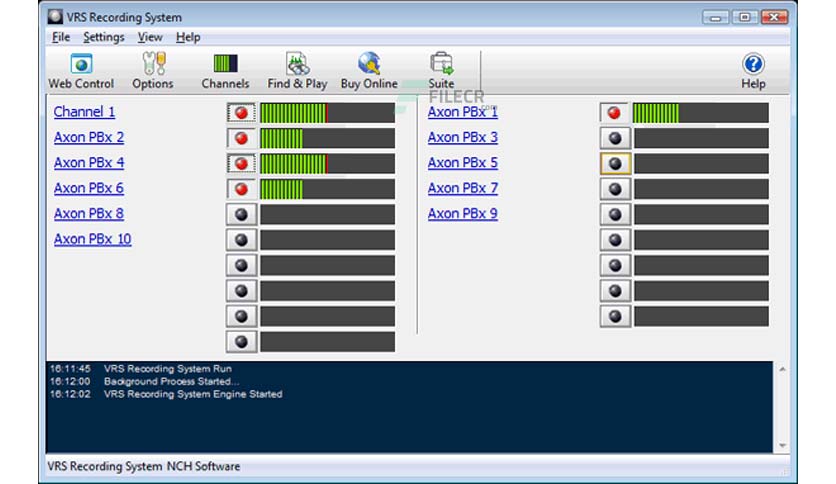 VRS Recording System
File Settings View Help
Web Control Options Channels Find & Play Buy Online Suite Help
FILECR
.com
Channel 1 Axon PBx 1
Axon PBx 2 Axon PBx 3
Axon PBx 4 Axon PBx 5
Axon PBx 6 Axon PBx 7
Axon PBx 8 Axon PBx 9
Axon PBx 10
16:11:45 VRS Recording System Run
16:12:00 Background Process Started...
16:12:02 VRS Recording System Engine Started
VRS Recording System NCH Software